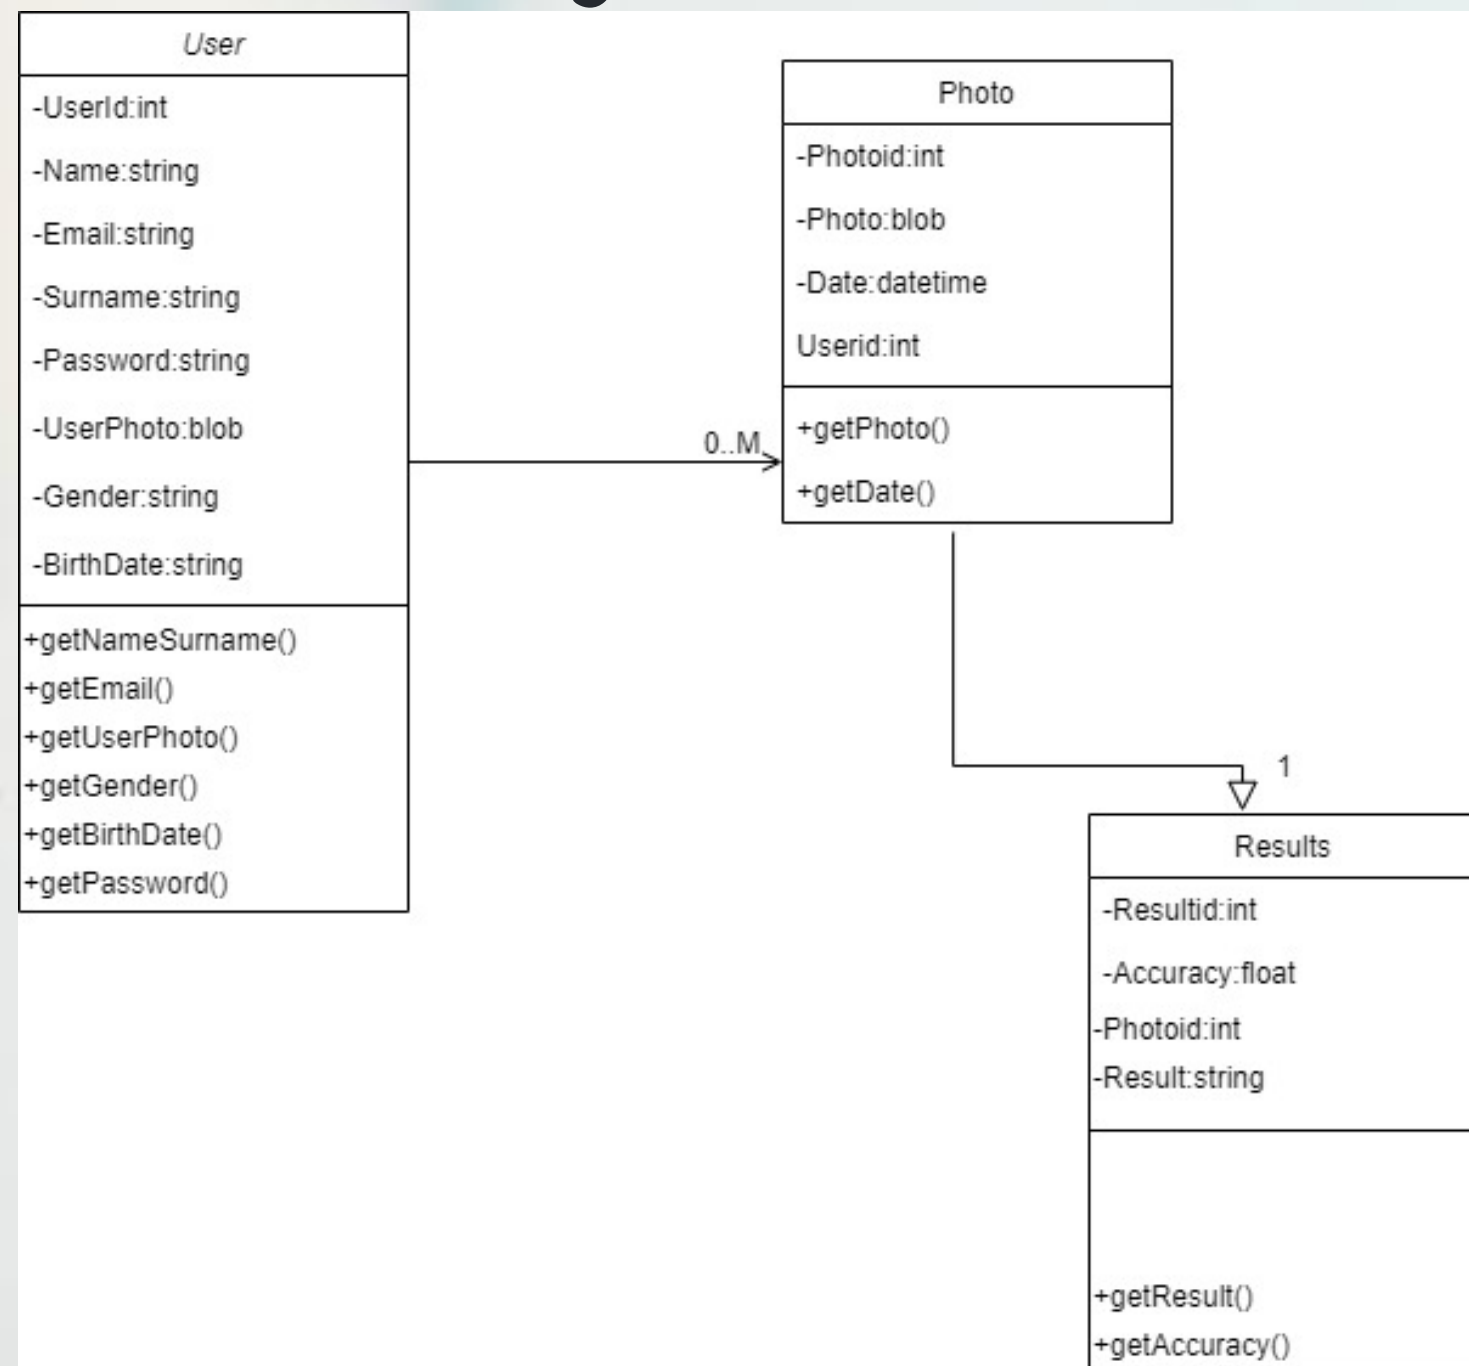 User
-UserId:int
-Name:string
-Email:string
-Surname:string
-Password:string
-UserPhoto:blob
-Gender:string
-BirthDate:string
+getNameSurname()
+getEmail()
+getUserPhoto()
+getGender()
+getBirthDate()
+getPassword()
0..M
Photo
-Photoid:int
-Photo:blob
-Date:datetime
Userid:int
+getPhoto()
+getDate()
1
Results
-Resultid:int
-Accuracy:float
-Photoid:int
-Result:string
+getResult()
+getAccuracy()